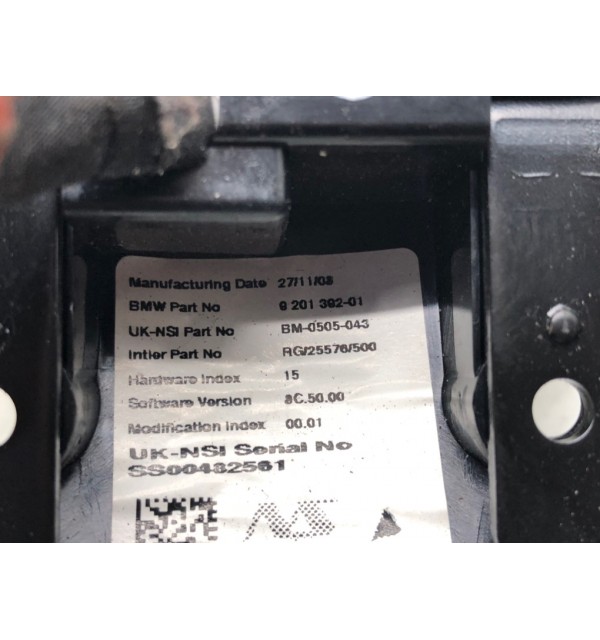 Manufacturing Date 27/11/08
BMW Part No 9 201 392-01
UK-NSI Part No BM-0505-043
Intier Part No RG/25576/500
Hardware Index 15
Software Version 8C.50.00
Modification Index 00.01
UK-NSI Serial No
SS00482561